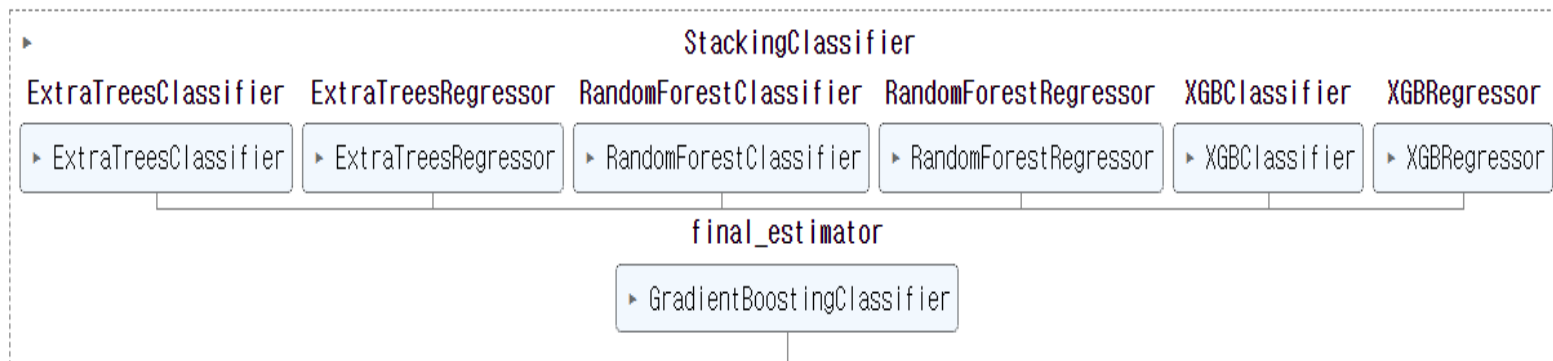 StackingClassifier
ExtraTreesClassifier ExtraTreesRegressor RandomForestClassifier RandomForestRegressor XGBClassifier XGBRegressor
ExtraTreesClassifier ExtraTreesRegressor RandomForestClassifier RandomForestRegressor XGBClassifier XGBRegressor
final_estimator
GradientBoostingClassifier